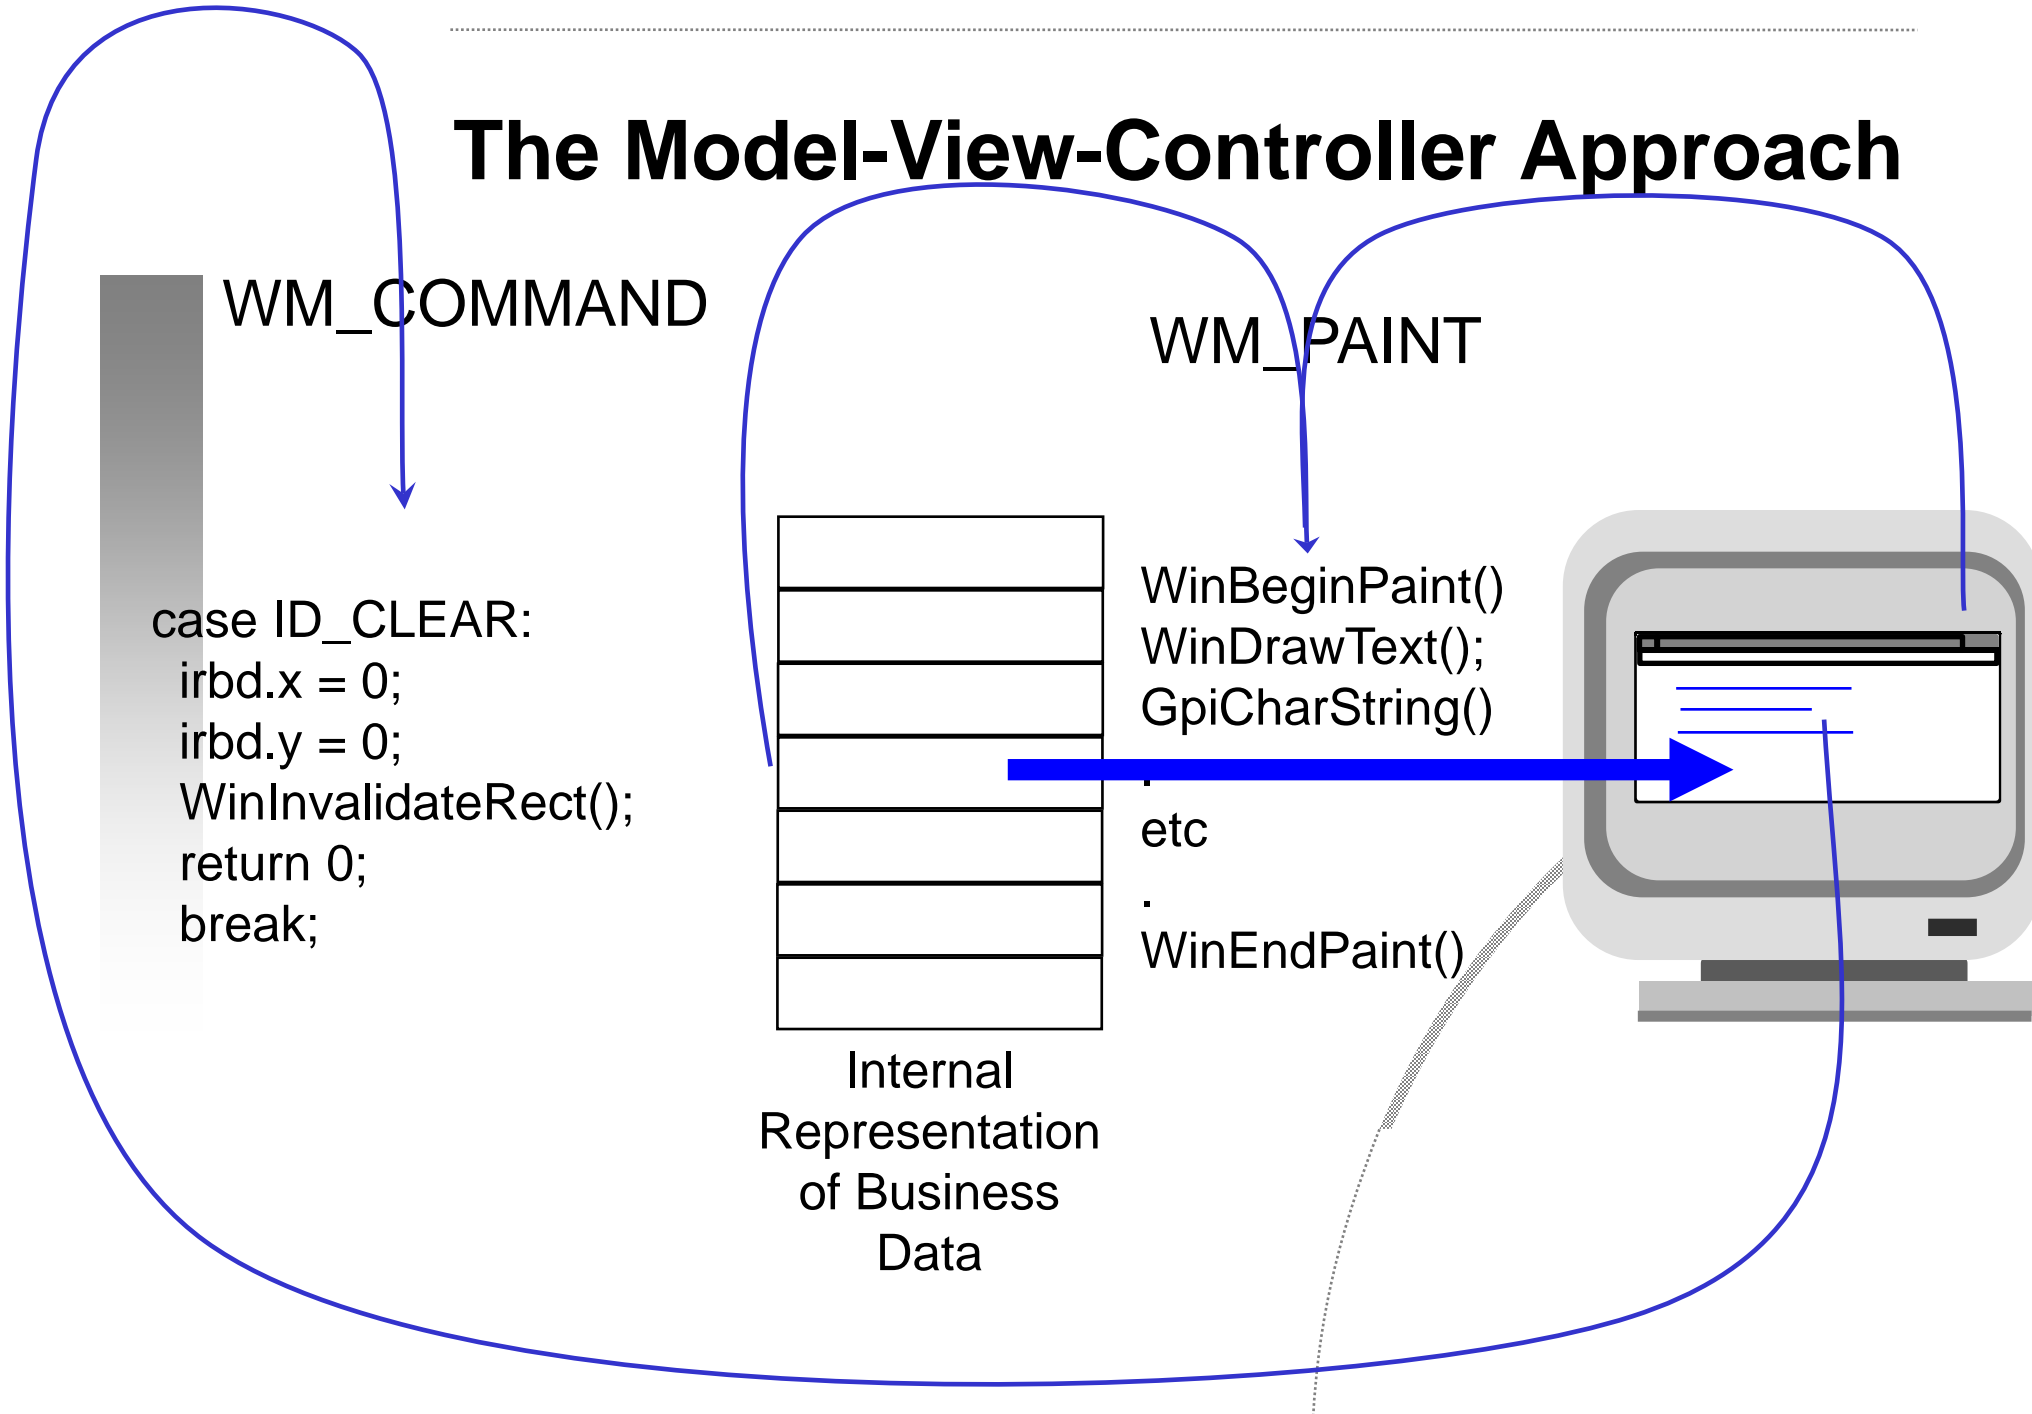 The Model-View-Controller Approach
WM_COMMAND
WM_PAINT
case ID_CLEAR:
irbd.x = 0;
irbd.y = 0;
WinInvalidateRect();
return 0;
break;
Internal
Representation
of Business
Data
WinBeginPaint()
WinDrawText();
GpiCharString()
.
etc
.
WinEndPaint()